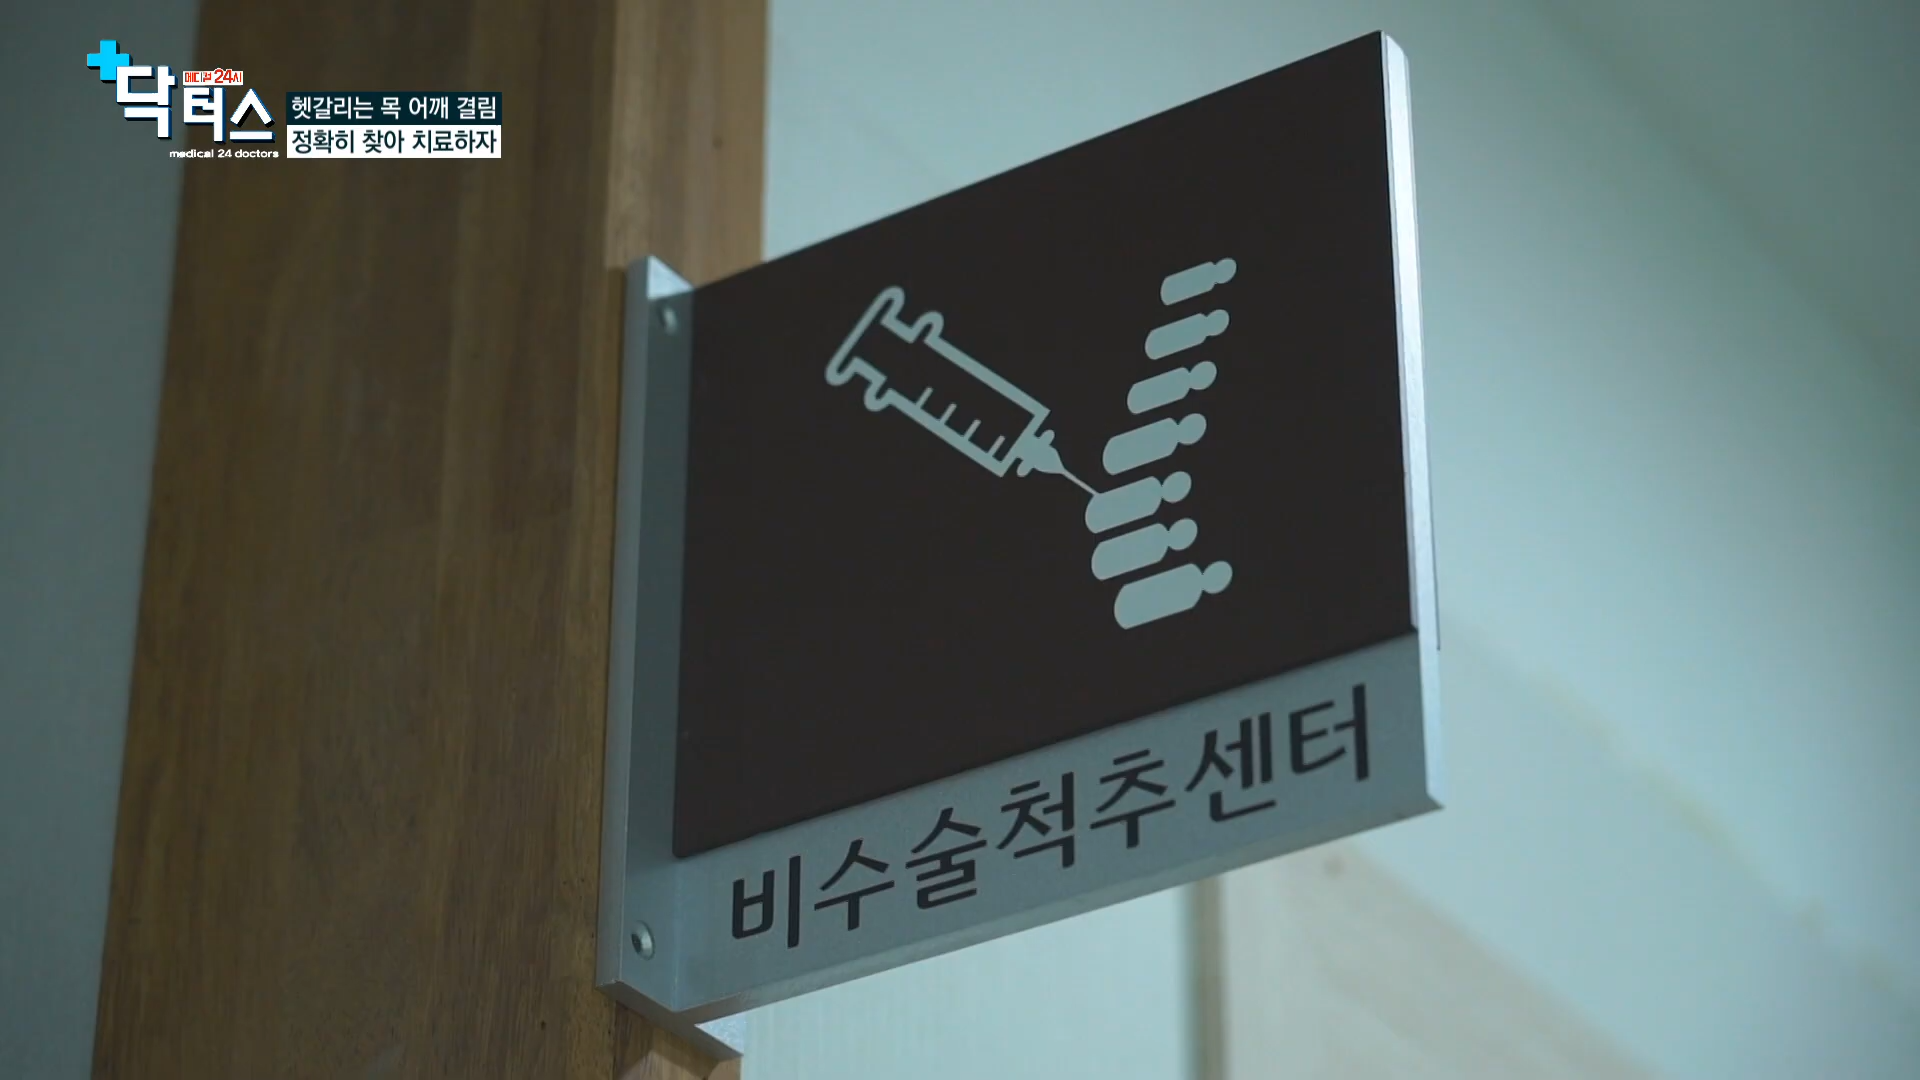 메디컬 24시
닥터스
medical 24 doctors
헷갈리는 목 어깨 결림
정확히 찾아 치료하자
비수술척추센터